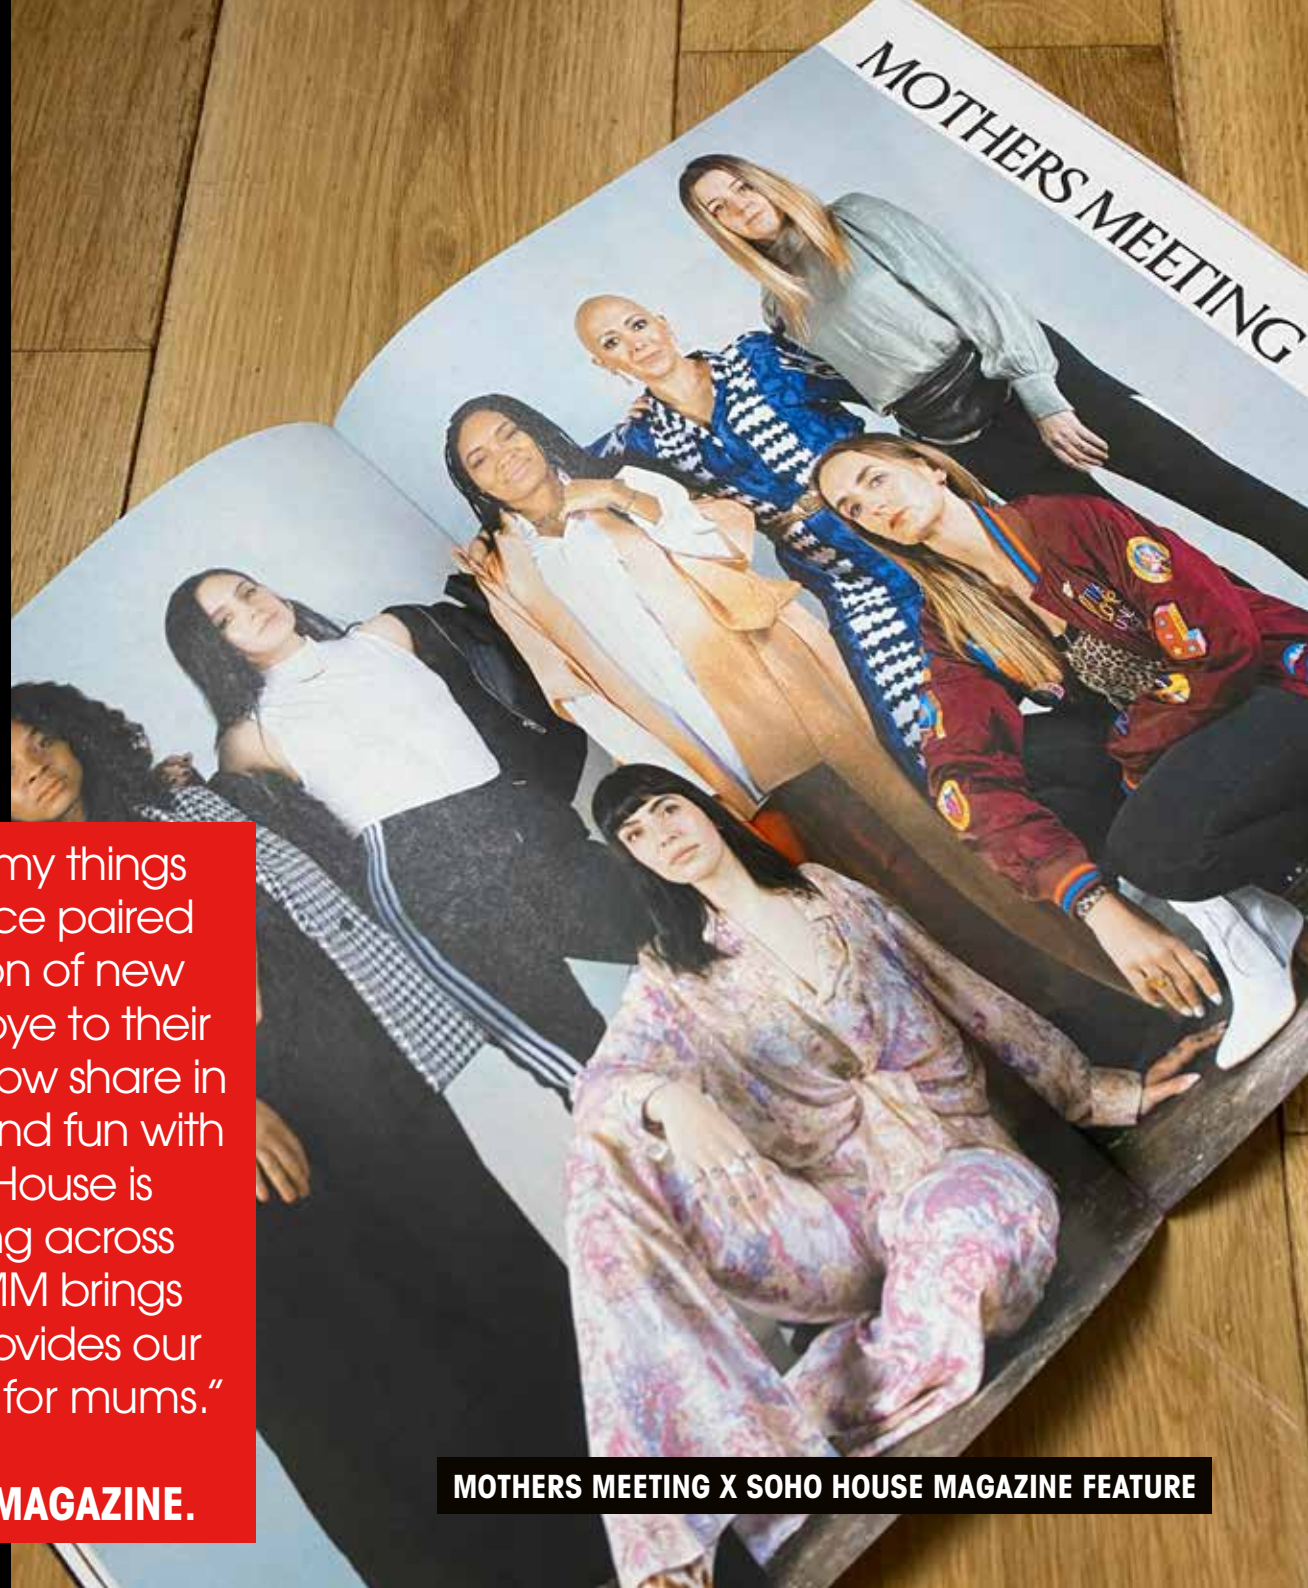 MOTHERS MEETING
my things
ce paired
on of new
bye to their
ow share in
nd fun with
House is
ng across
MM brings
ovides our
for mums.“
MAGAZINE.
MOTHERS MEETING X SOHO HOUSE MAGAZINE FEATURE